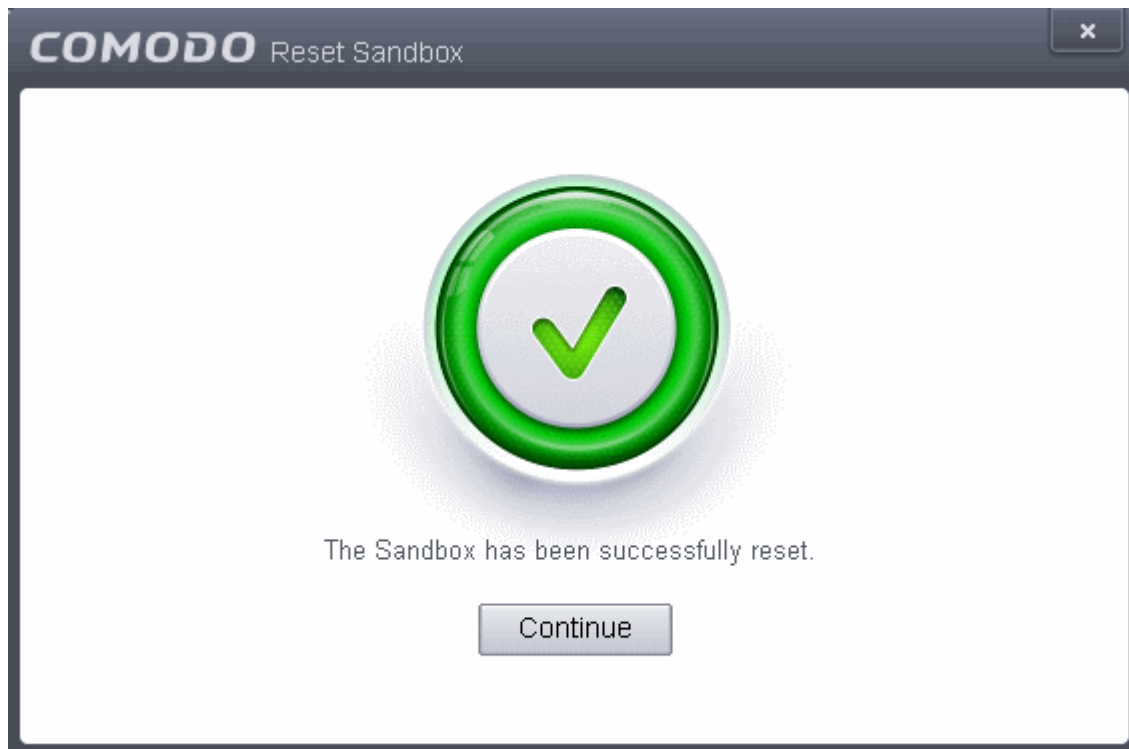 COMODO Reset Sandbox
The Sandbox has been successfully reset.
Continue